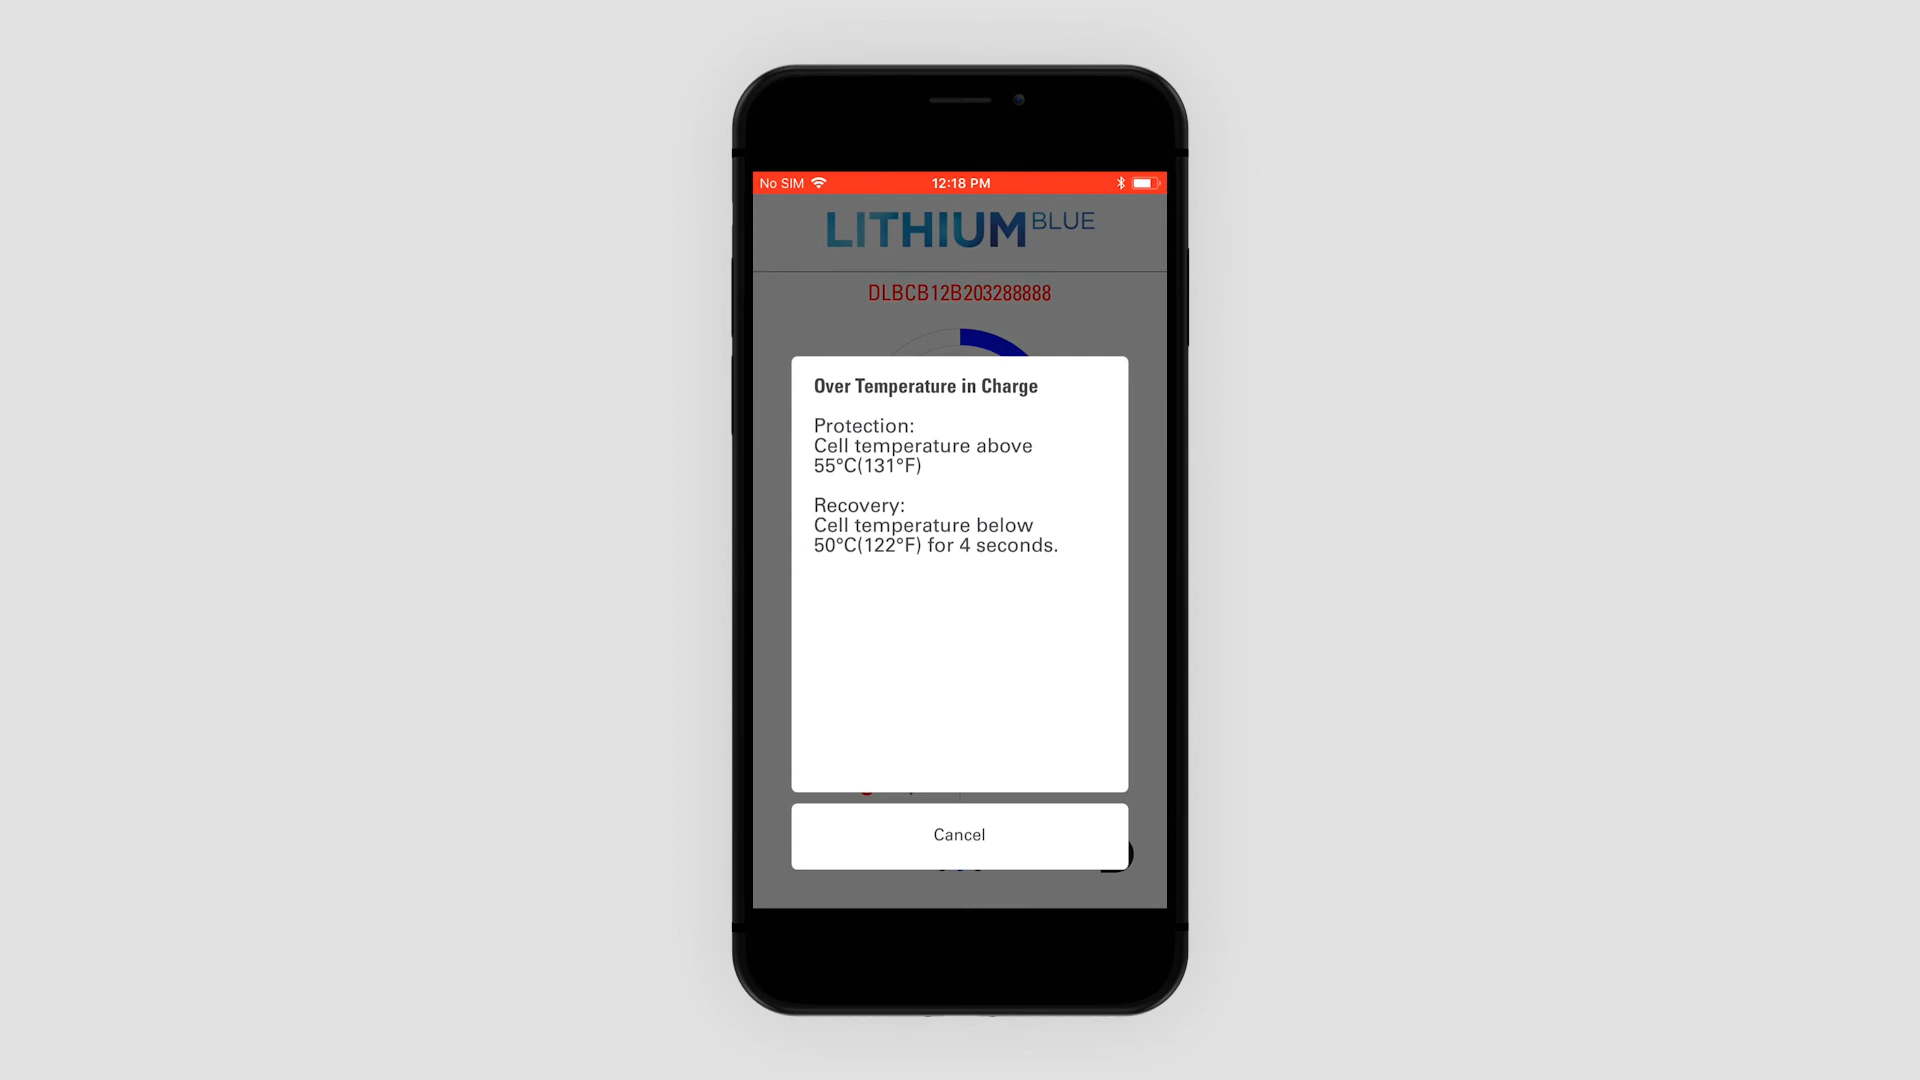 No SIM 12:18 PM
LITHIUM BLUE
DLBCB12B203288888
Over Temperature in Charge
Protection:
Cell temperature above
55°C(131°F)
Recovery:
Cell temperature below
50°C(122°F) for 4 seconds.
Cancel